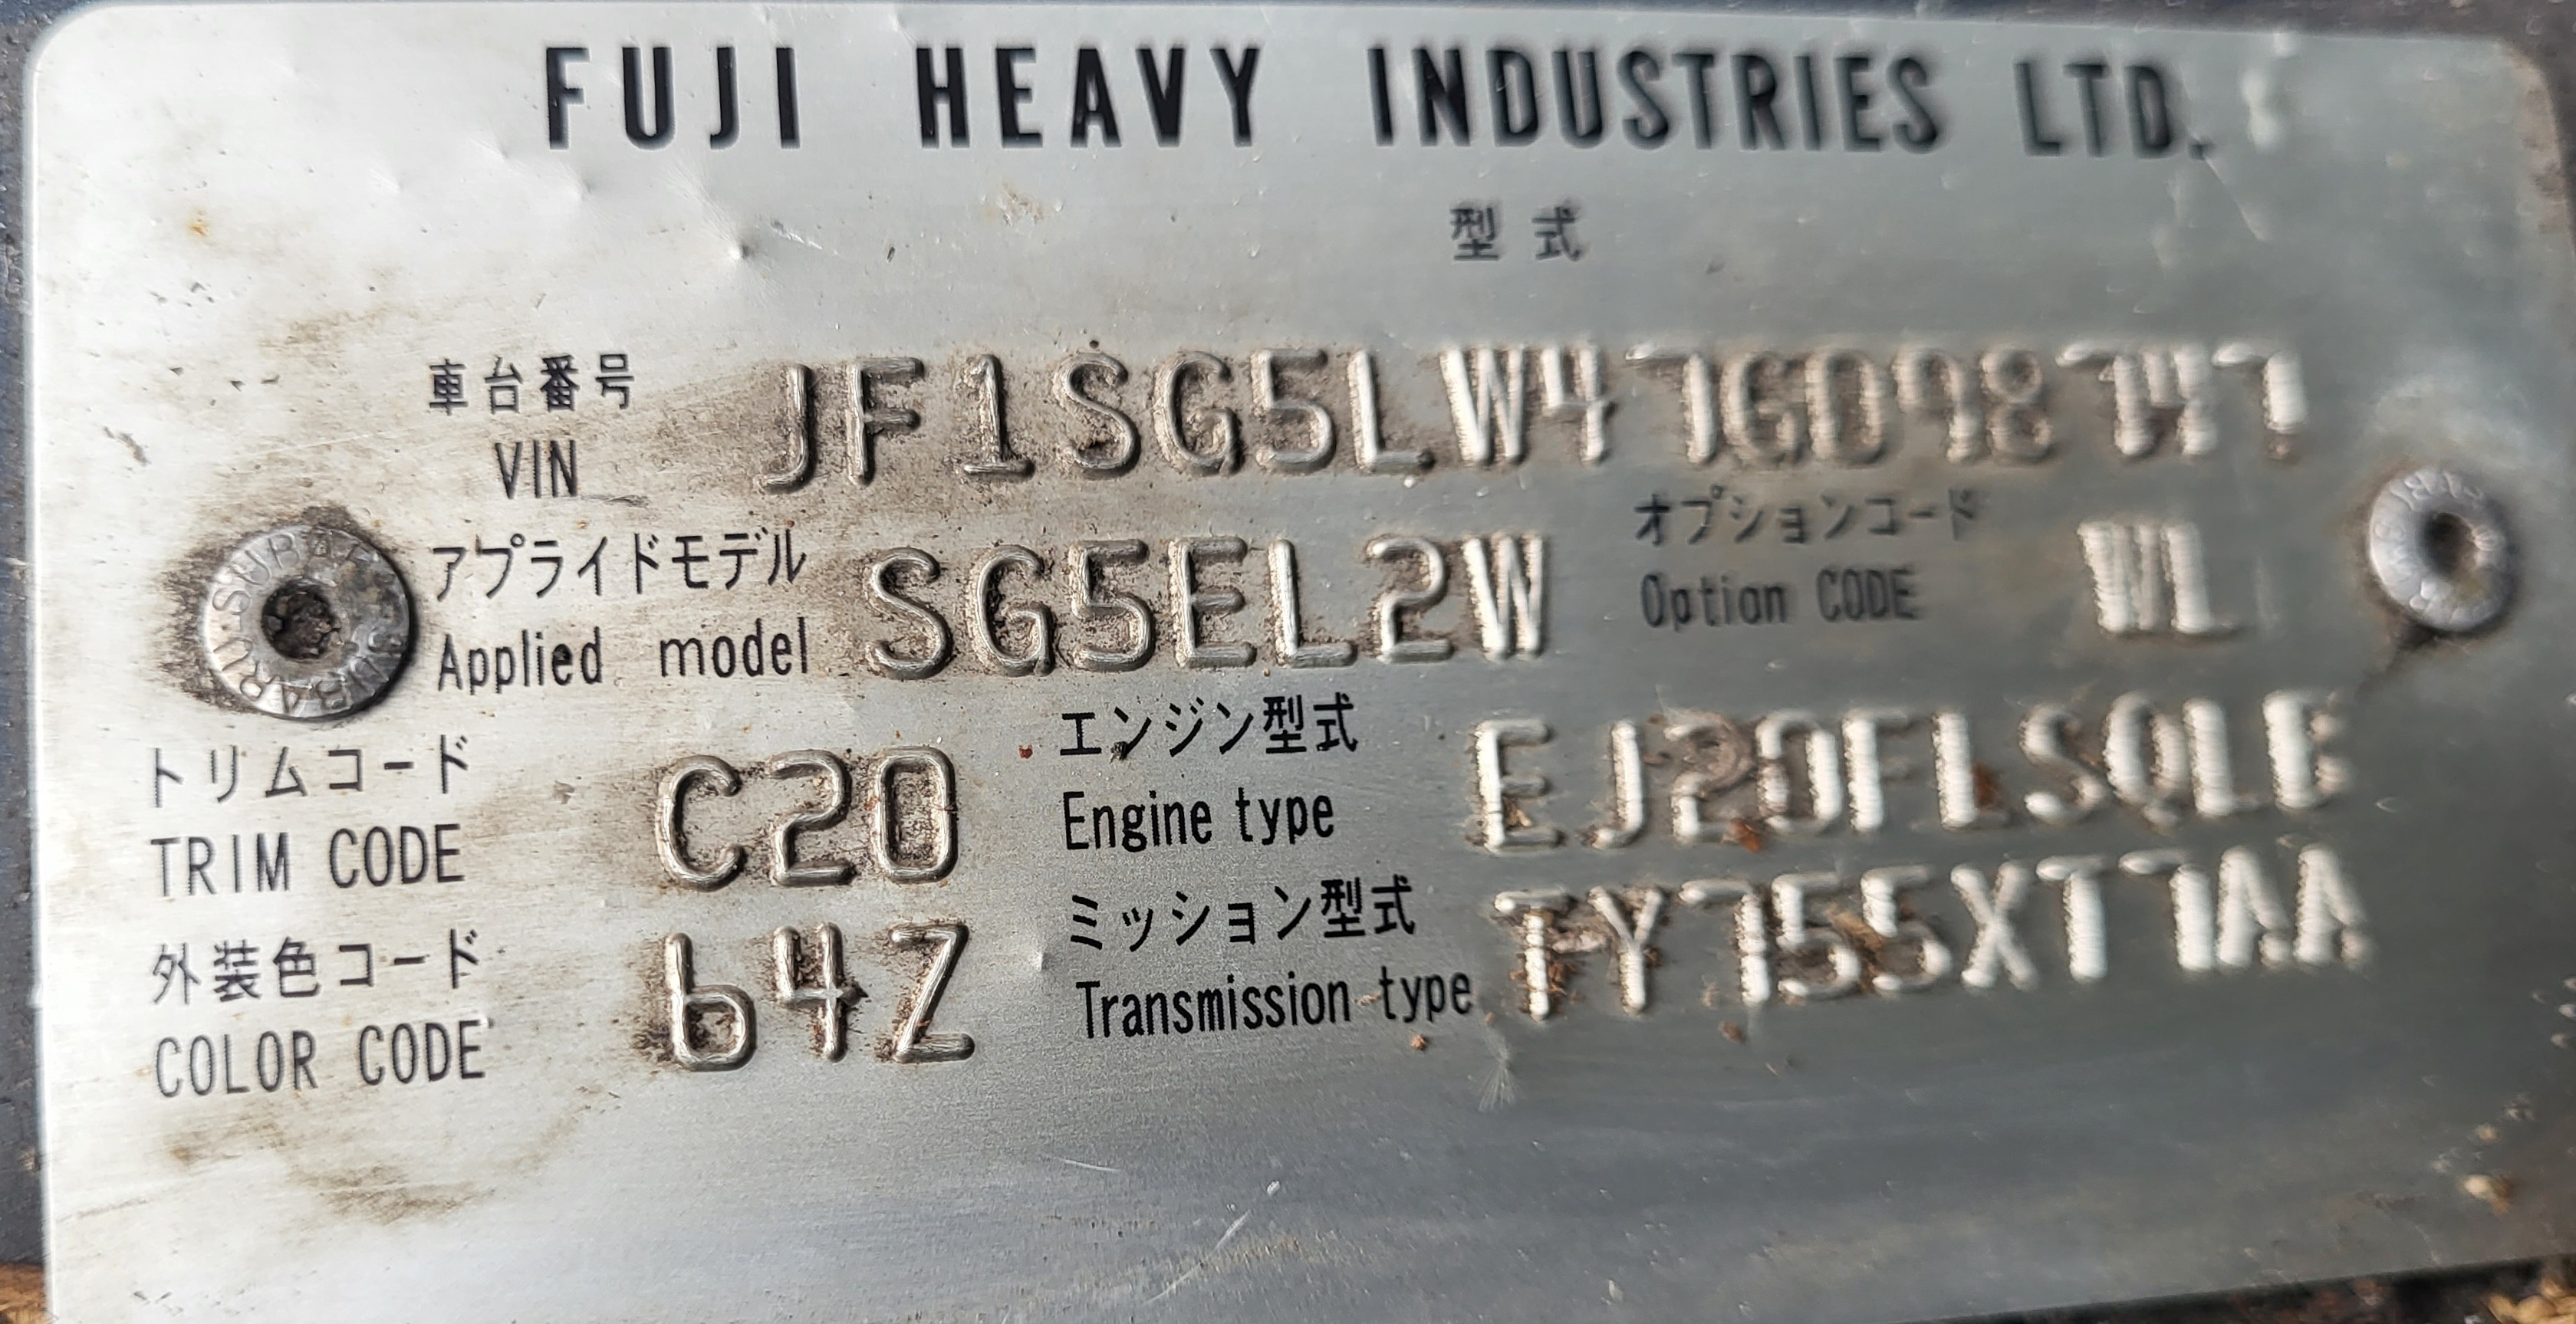 FUJI HEAVY INDUSTRIES LTD.
型式
車台番号
VIN
アプライドモデル
Applied model SG5EL2W
オプションコード
Option CODE WL
トリムコード
TRIM CODE C20
エンジン型式
Engine type EJ20FLSQLB
外装色コード
COLOR CODE 64Z
ミッション型式
Transmission type TY755XT7AA
SUBARU SUBARU